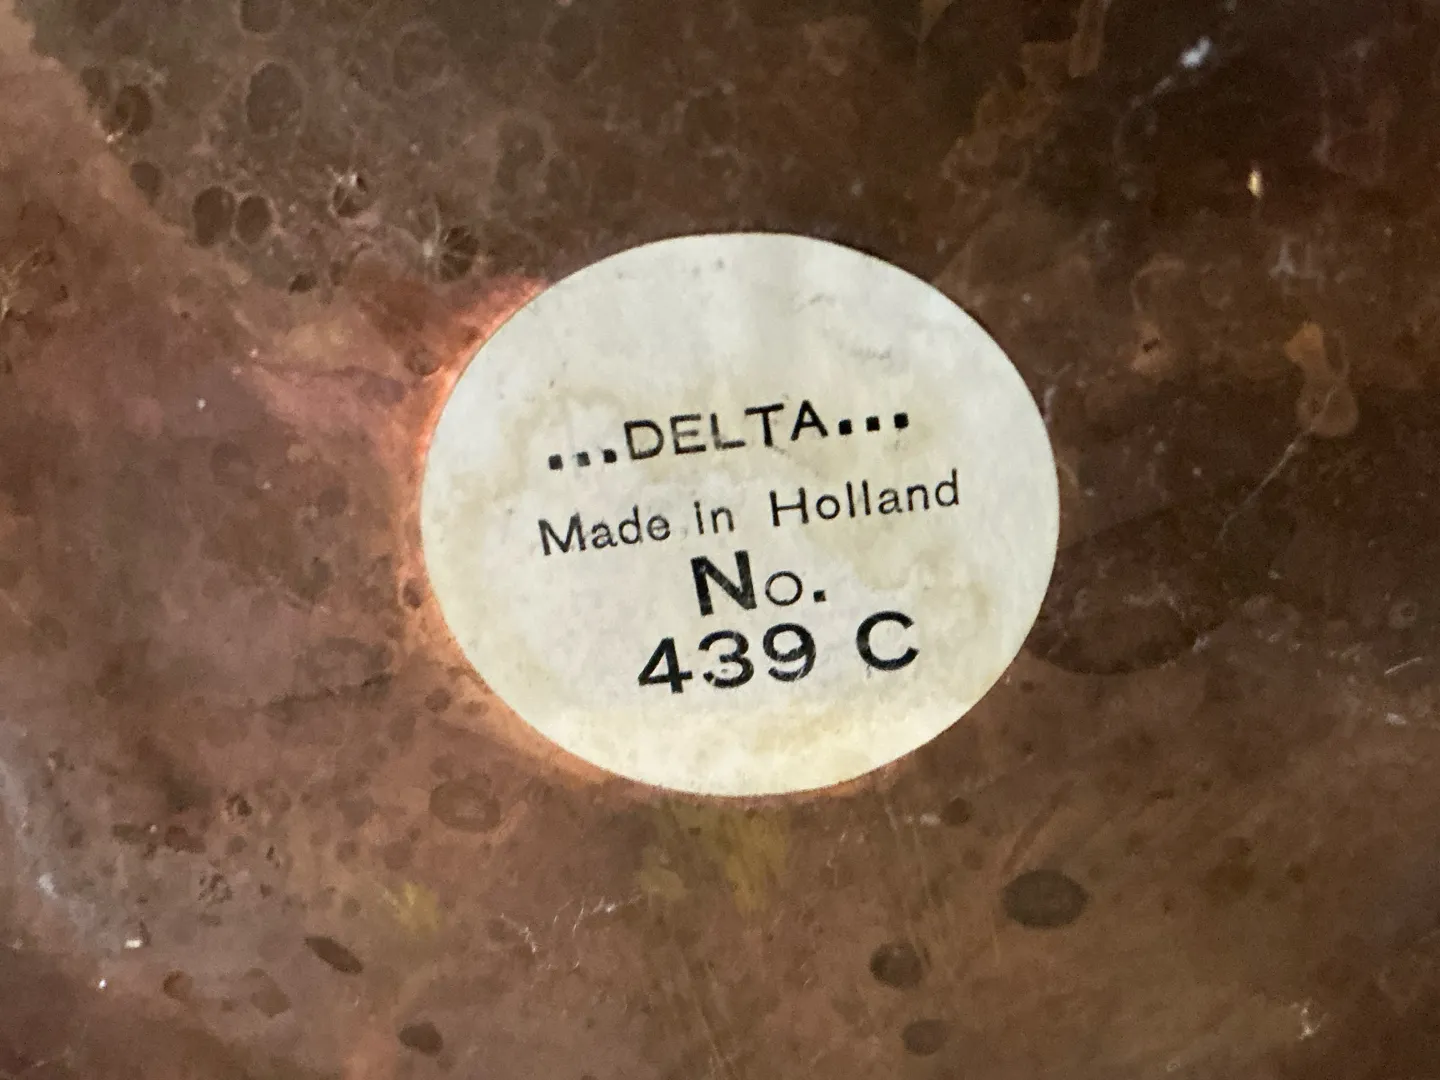 ...DELTA...
Made in Holland
No.
439 C